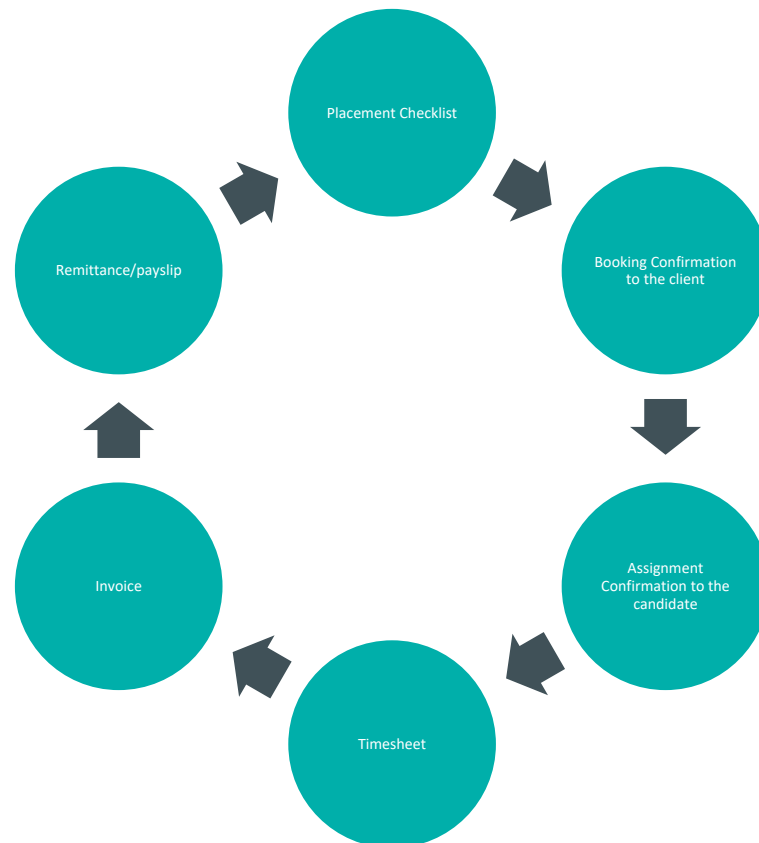 Placement Checklist
Booking Confirmation
to the client
Assignment
Confirmation to the
candidate
Timesheet
Invoice
Remittance/payslip